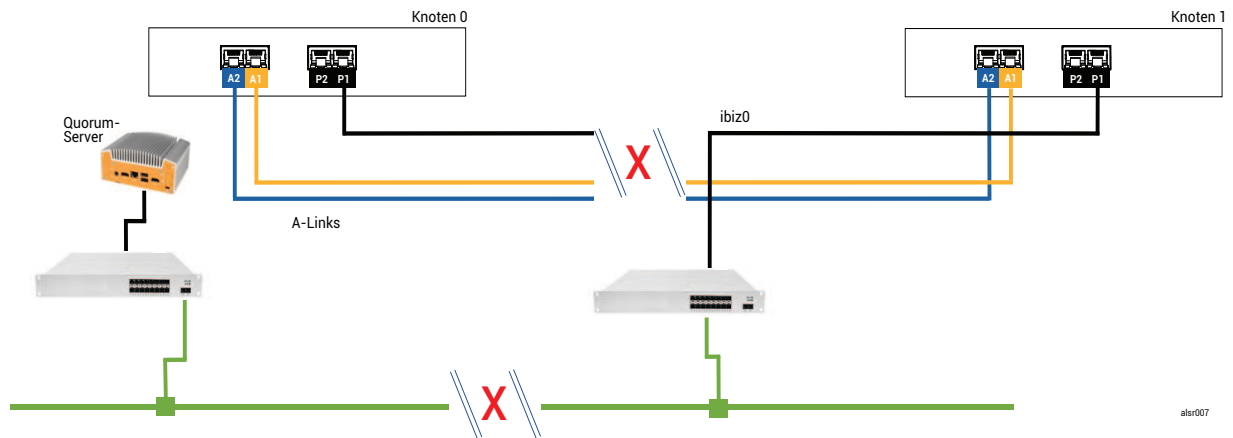 Knoten 0
Knoten 1
A2 A1 P2 P1
A2 A1 P2 P1
Quorum-
Server
ibiz0
X
A-Links
X
alsr007